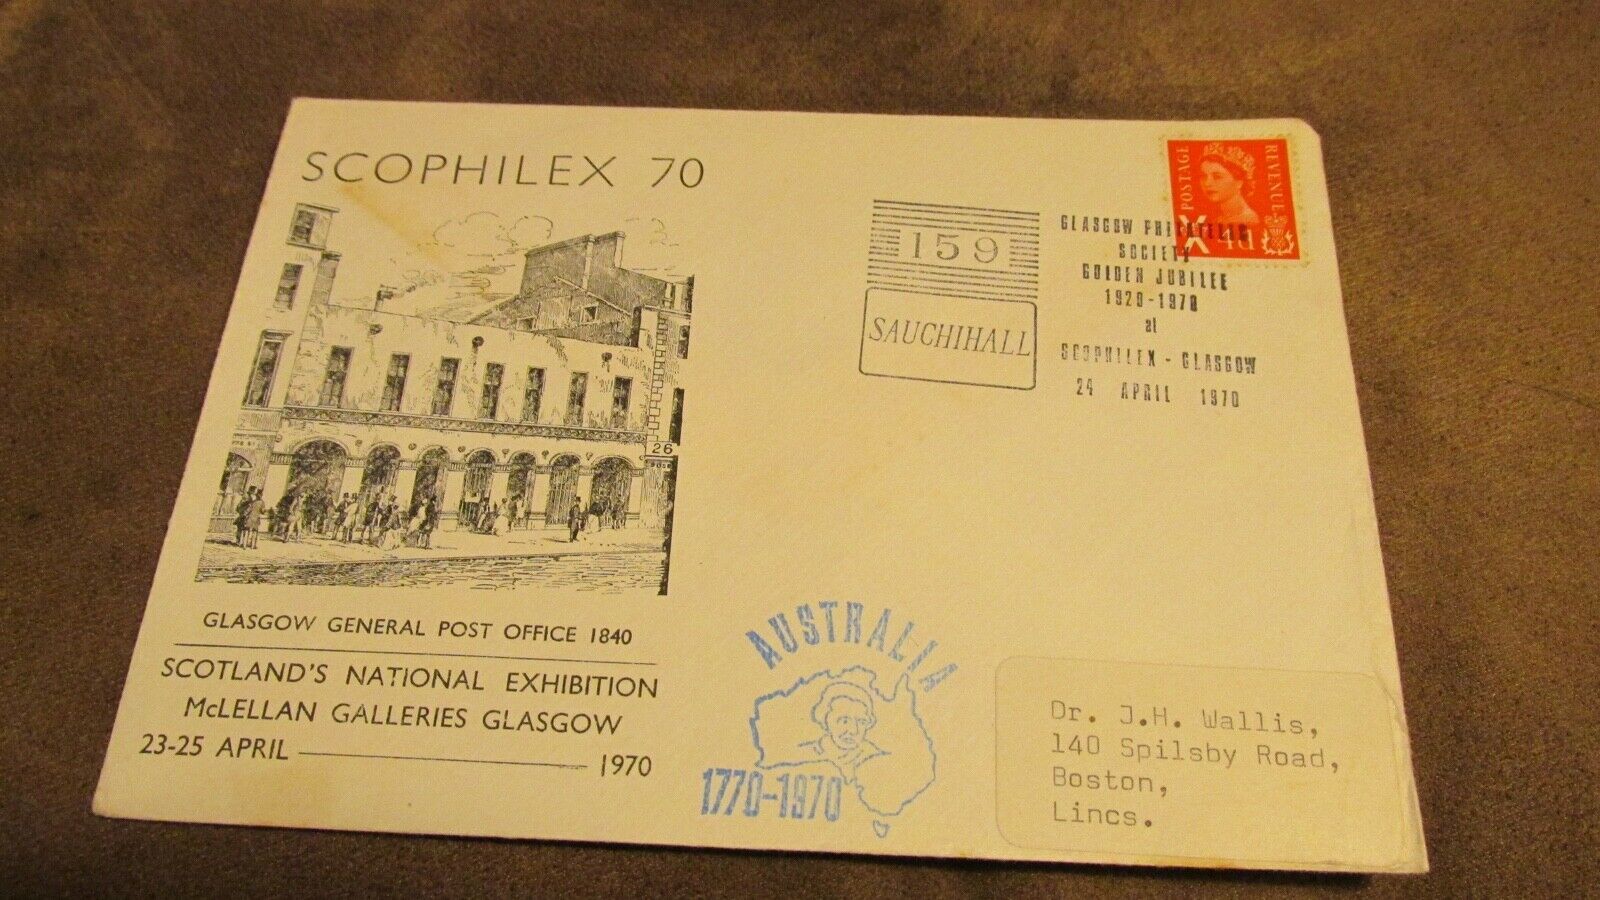 SCOPHILEX 70
26
GLASGOW GENERAL POST OFFICE 1840
SCOTLAND'S NATIONAL EXHIBITION
McLELLAN GALLERIES GLASGOW
23-25 APRIL 1970
159
SAUCHIHALL
POSTAGE
REVENUE
4d
GLASGOW PHILATELIC
SOCIETY
GOLDEN JUBILEE
1920-1970
at
SCOPHILEX - GLASGOW
24 APRIL 1970
AUSTRALIA
1770-1970
Dr. J.H. Wallis,
140 Spilsby Road,
Boston,
Lincs.